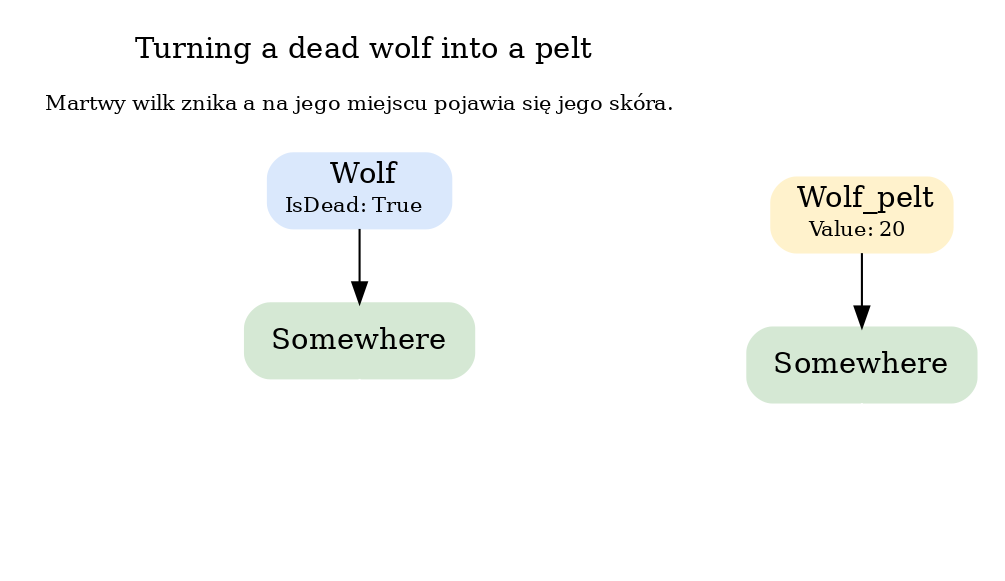 Turning a dead wolf into a pelt
Martwy wilk znika a na jego miejscu pojawia się jego skóra.
Wolf
IsDead: True
Somewhere
Wolf_pelt
Value: 20
Somewhere